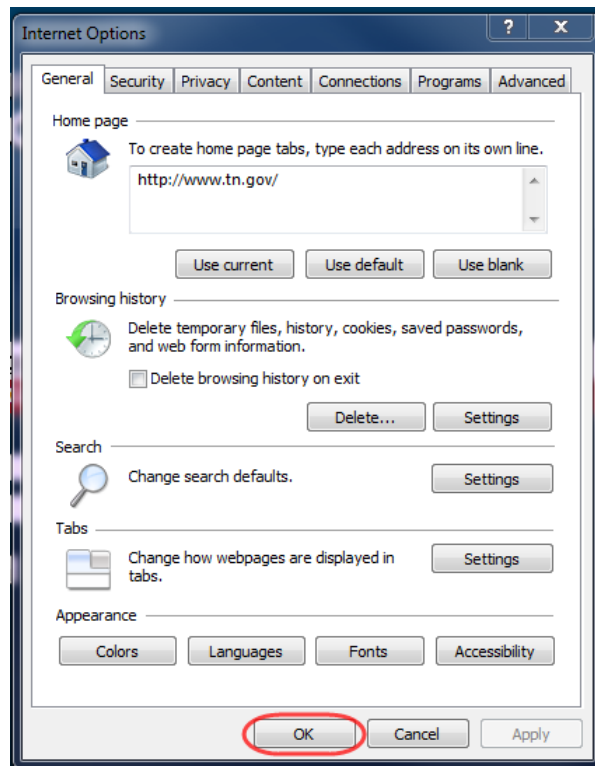 Internet Options
?
X
General Security Privacy Content Connections Programs Advanced
Home page
To create home page tabs, type each address on its own line.
http://www.tn.gov/
Use current Use default Use blank
Browsing history
Delete temporary files, history, cookies, saved passwords,
and web form information.
Delete browsing history on exit
Delete... Settings
Search
Change search defaults.
Settings
Tabs
Change how webpages are displayed in
tabs.
Settings
Appearance
Colors Languages Fonts Accessibility
OK Cancel Apply